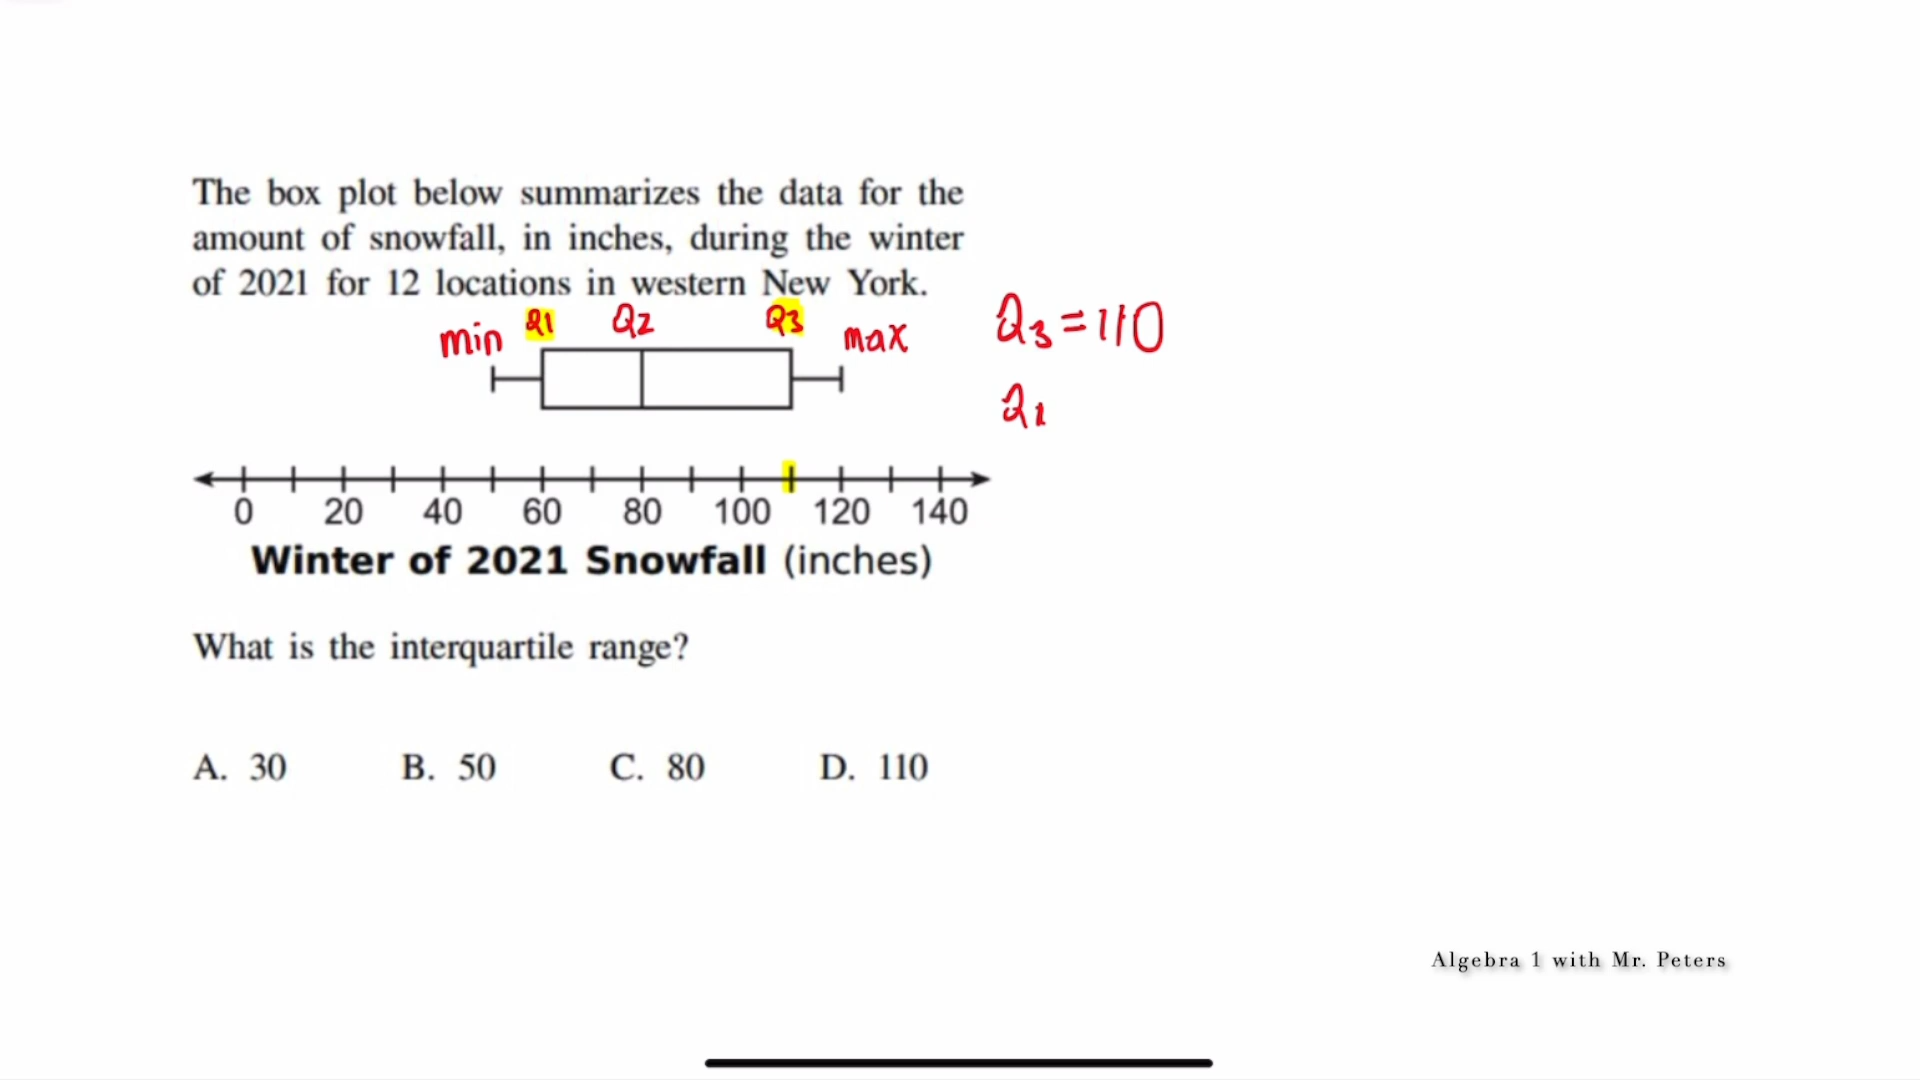 The box plot below summarizes the data for the
amount of snowfall, in inches, during the winter
of 2021 for 12 locations in western New York.
min Q1 Q2 Q3 max
Q3 = 110
Q1
0 20 40 60 80 100 120 140
Winter of 2021 Snowfall (inches)
What is the interquartile range?
A. 30 B. 50 C. 80 D. 110
Algebra 1 with Mr. Peters